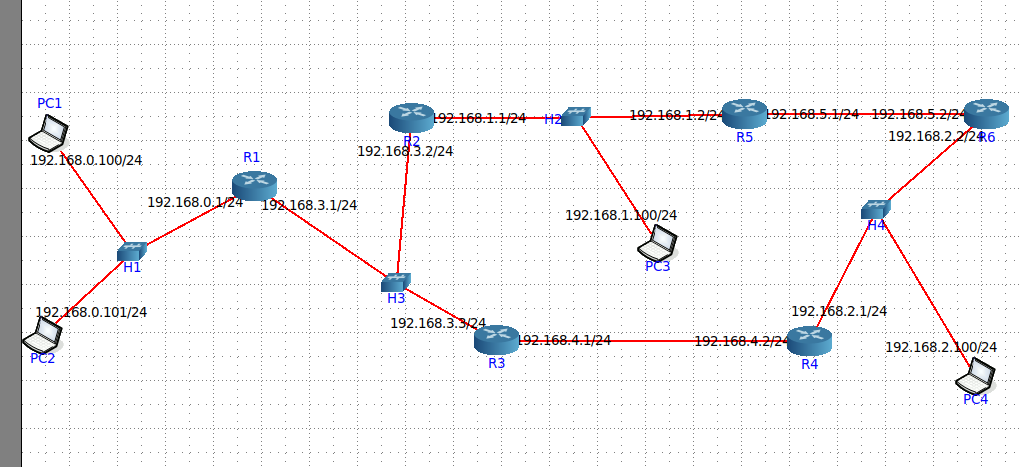 PC1
192.168.0.100/24
R1
192.168.0.1/24
192.168.3.1/24
H1
192.168.0.101/24
PC2
R2
192.168.3.2/24
192.168.1.1/24
H2
192.168.1.2/24
R5
192.168.5.1/24
192.168.5.2/24
R6
192.168.2.2/24
192.168.1.100/24
PC3
H4
H3
192.168.3.3/24
R3
192.168.4.1/24
192.168.4.2/24
R4
192.168.2.1/24
192.168.2.100/24
PC4